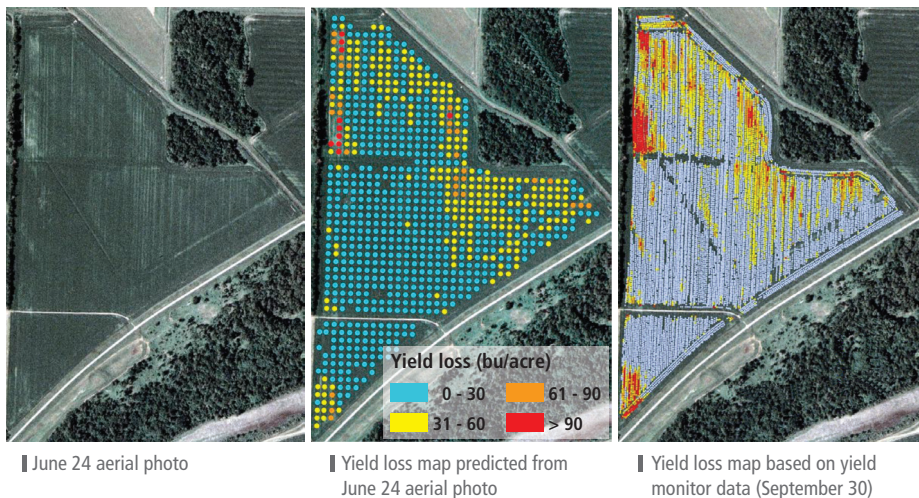 Yield loss (bu/acre)
0 - 30
61 - 90
31 - 60
> 90
June 24 aerial photo
Yield loss map predicted from
June 24 aerial photo
Yield loss map based on yield
monitor data (September 30)